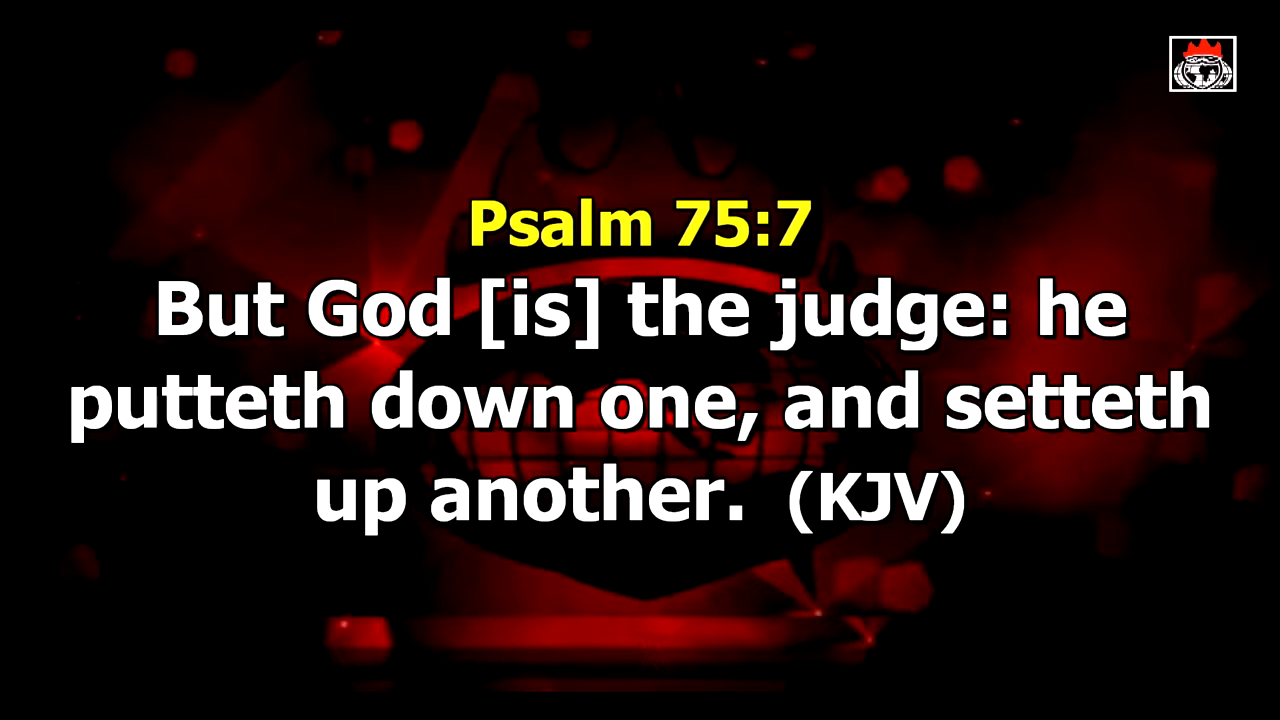 Psalm 75:7
But God [is] the judge: he
putteth down one, and setteth
up another. (KJV)